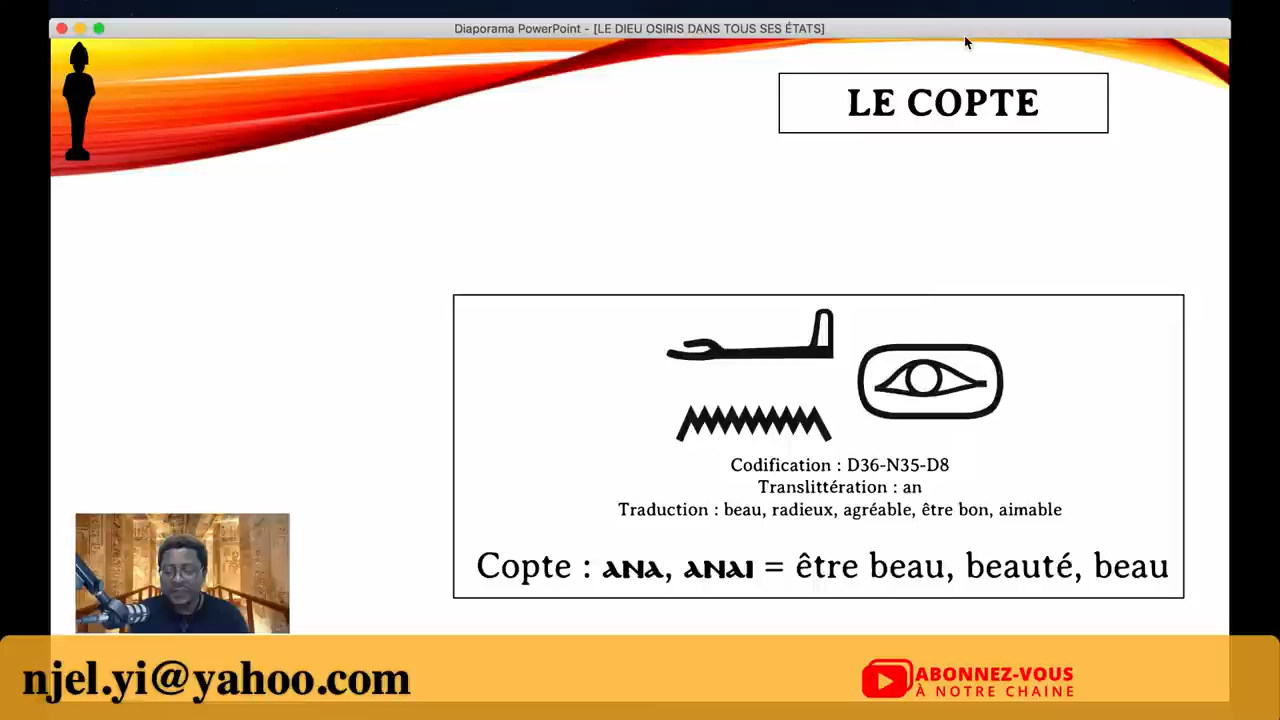 Diaporama PowerPoint - [LE DIEU OSIRIS DANS TOUS SES ÉTATS]
LE COPTE
Codification : D36-N35-D8
Translittération : an
Traduction : beau, radieux, agréable, être bon, aimable
Copte : ⲁⲛⲁ, ⲁⲛⲁⲓ = être beau, beauté, beau
njel.yi@yahoo.com
ABONNEZ-VOUS
À NOTRE CHAINE